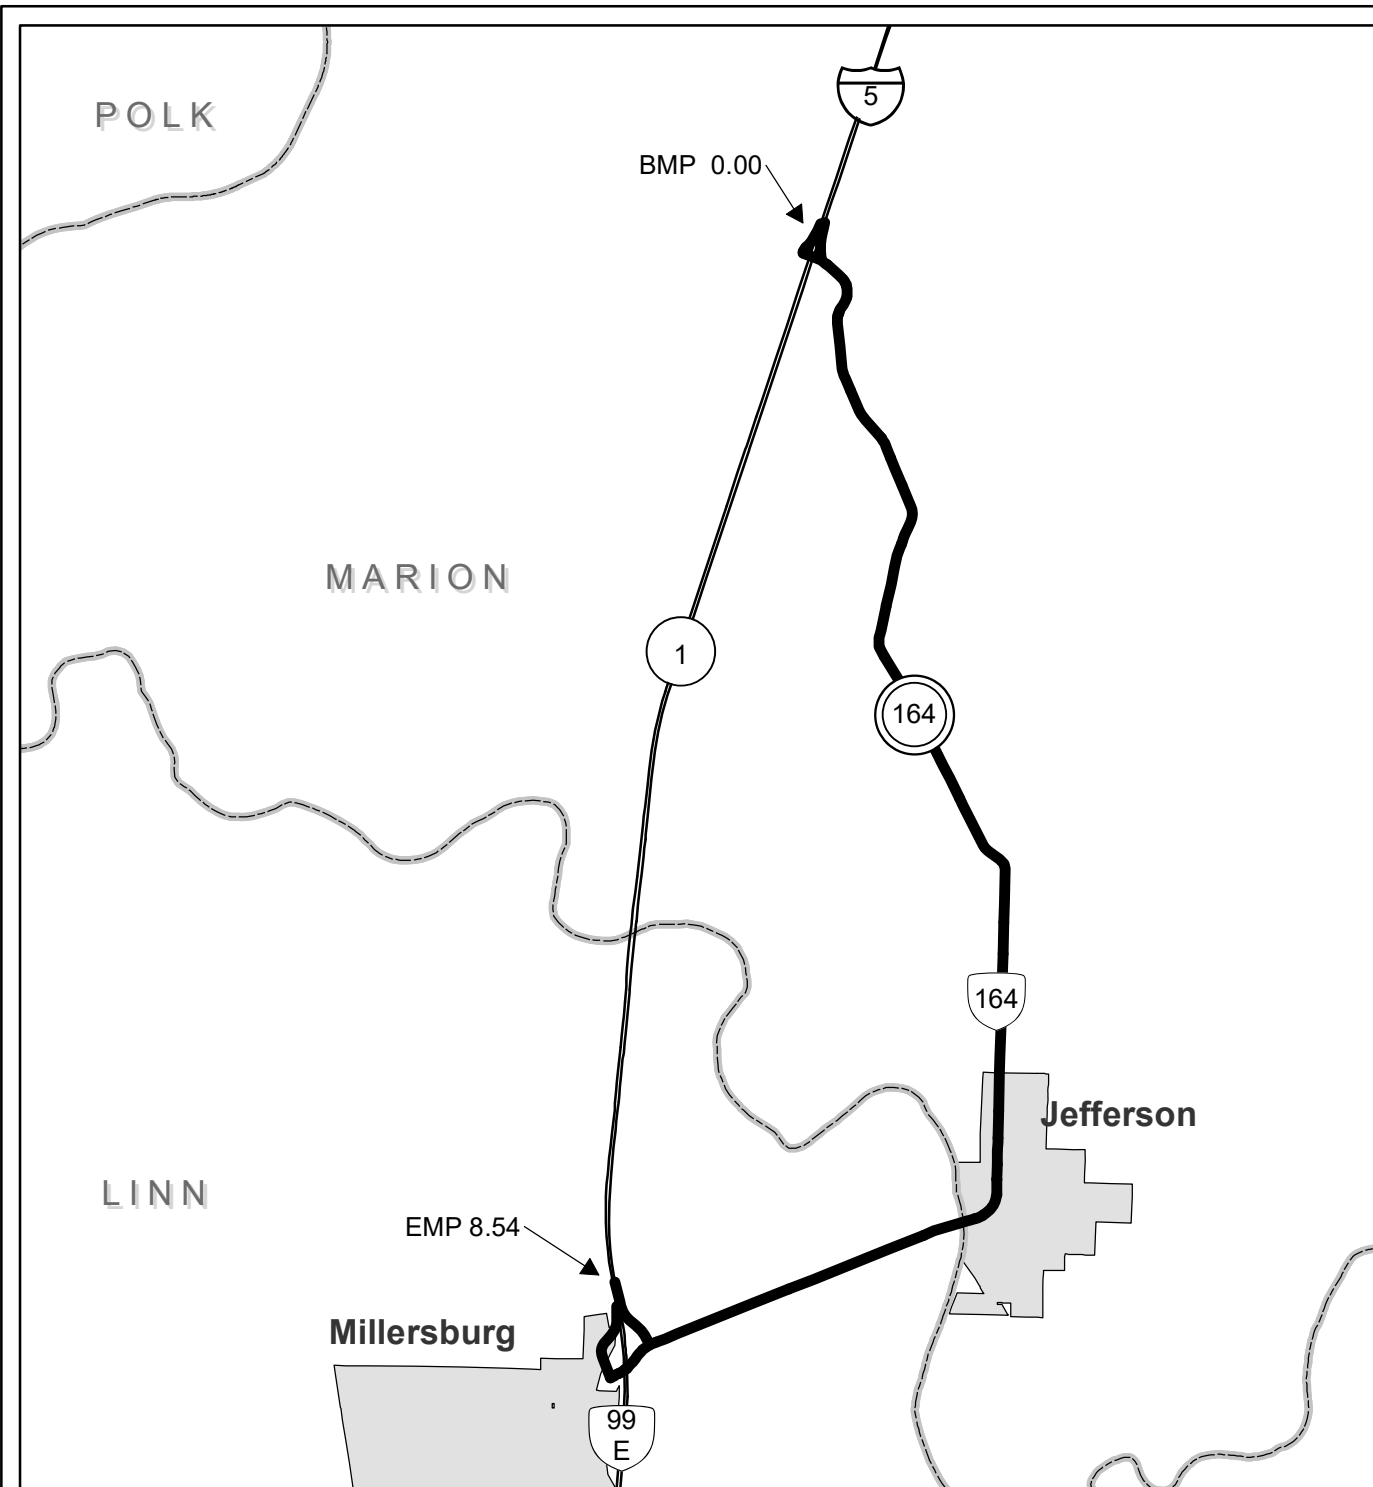 5
POLK
BMP  0.00
MARION
1
164
164
Jefferson
LINN
EMP 8.54
Millersburg
99
E